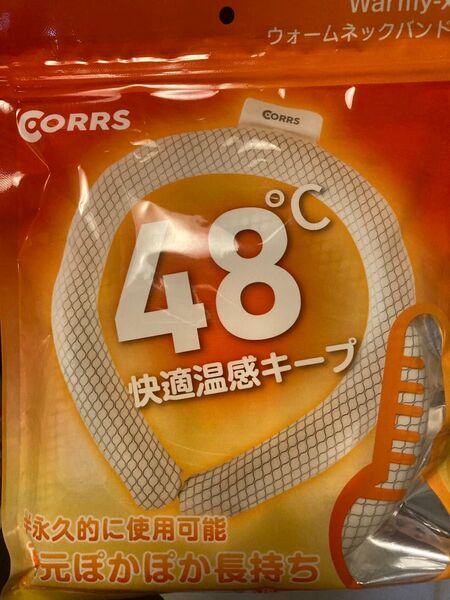 Warmy-
ウォームネックバンド
CORRS
CORRS
48℃
快適温感キープ
永久的に使用可能
元ぽかぽか長持ち